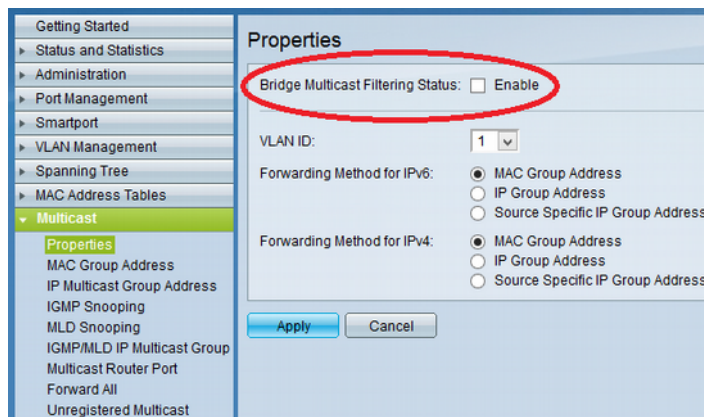 Getting Started
Status and Statistics
Administration
Port Management
Smartport
VLAN Management
Spanning Tree
MAC Address Tables
Multicast
Properties
MAC Group Address
IP Multicast Group Address
IGMP Snooping
MLD Snooping
IGMP/MLD IP Multicast Group
Multicast Router Port
Forward All
Unregistered Multicast
Properties
Bridge Multicast Filtering Status: Enable
VLAN ID: 1
Forwarding Method for IPv6: MAC Group Address
IP Group Address
Source Specific IP Group Address
Forwarding Method for IPv4: MAC Group Address
IP Group Address
Source Specific IP Group Address
Apply Cancel